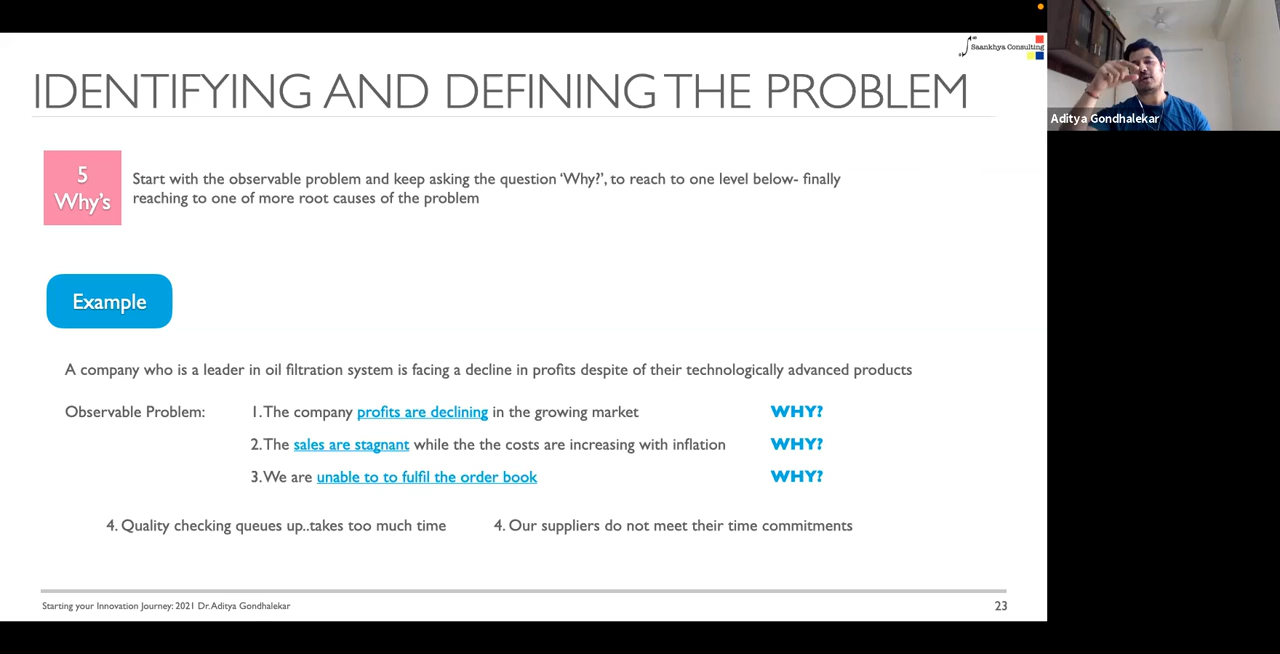 Saankhya Consulting
IDENTIFYING AND DEFINING THE PROBLEM
Aditya Gondhalekar
5
Why's
Start with the observable problem and keep asking the question ‘Why?’, to reach to one level below- finally
reaching to one of more root causes of the problem
Example
A company who is a leader in oil filtration system is facing a decline in profits despite of their technologically advanced products
Observable Problem: 1. The company profits are declining in the growing market WHY?
2. The sales are stagnant while the the costs are increasing with inflation WHY?
3. We are unable to to fulfil the order book WHY?
4. Quality checking queues up..takes too much time 4. Our suppliers do not meet their time commitments
Starting your Innovation Journey: 2021 Dr. Aditya Gondhalekar 23